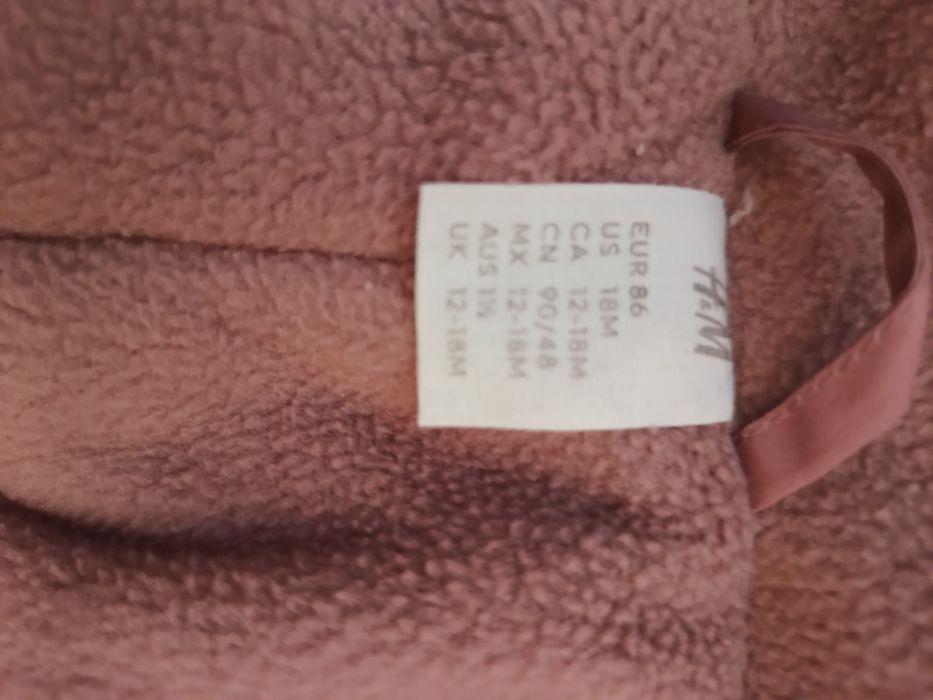 H&M
EUR 86
US 18M
CA 12-18M
CN 90/48
MX 12-18M
AUS 1½
UK 12-18M